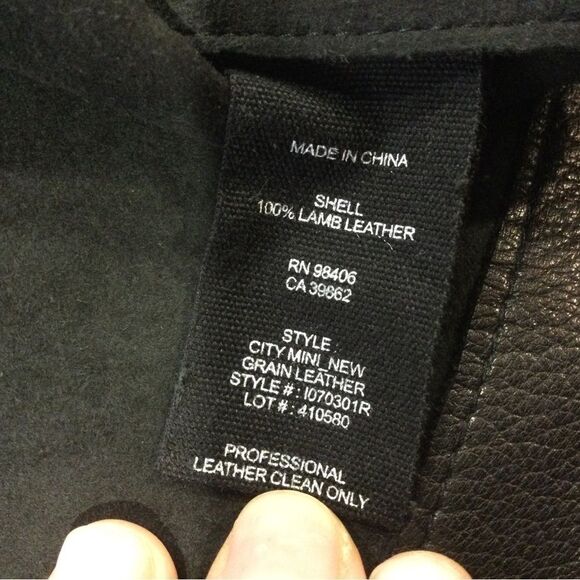 MADE IN CHINA
SHELL
100% LAMB LEATHER
RN 98406
CA 39862
STYLE :
CITY MINI_NEW
GRAIN LEATHER
STYLE # : I070301R
LOT # : 410580
PROFESSIONAL
LEATHER CLEAN ONLY